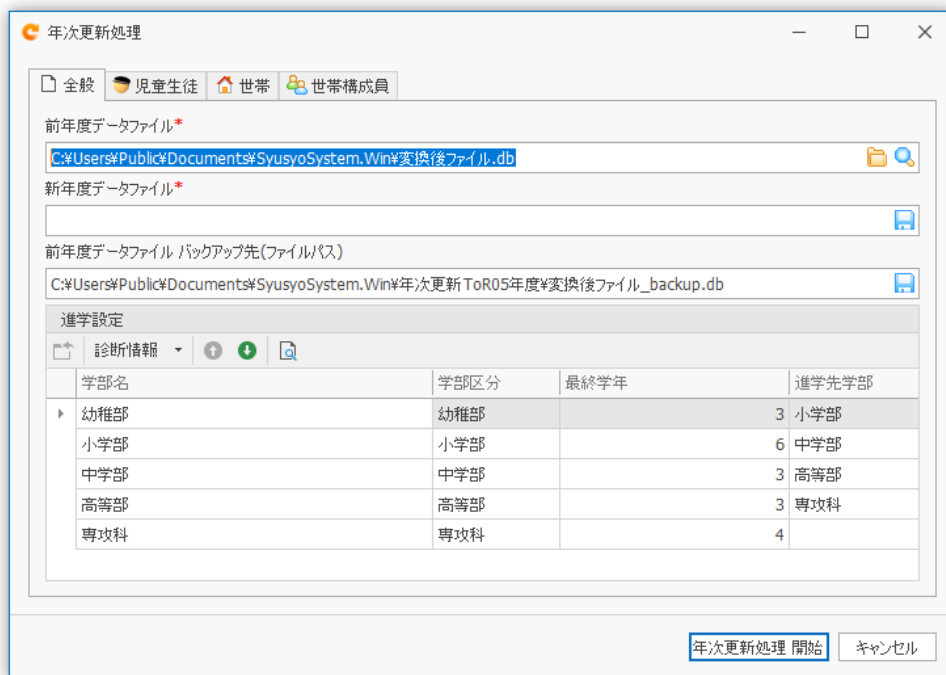 年次更新処理
全般 児童生徒 世帯 世帯構成員
前年度データファイル*
C:¥Users¥Public¥Documents¥SyusyoSystem.Win¥変換後ファイル.db
新年度データファイル*
前年度データファイル バックアップ先(ファイルパス)
C:¥Users¥Public¥Documents¥SyusyoSystem.Win¥年次更新ToR05年度¥変換後ファイル_backup.db
進学設定
診断情報
学部名 学部区分 最終学年 進学先学部
幼稚部 幼稚部 3 小学部
小学部 小学部 6 中学部
中学部 中学部 3 高等部
高等部 高等部 3 専攻科
専攻科 専攻科 4
年次更新処理 開始 キャンセル